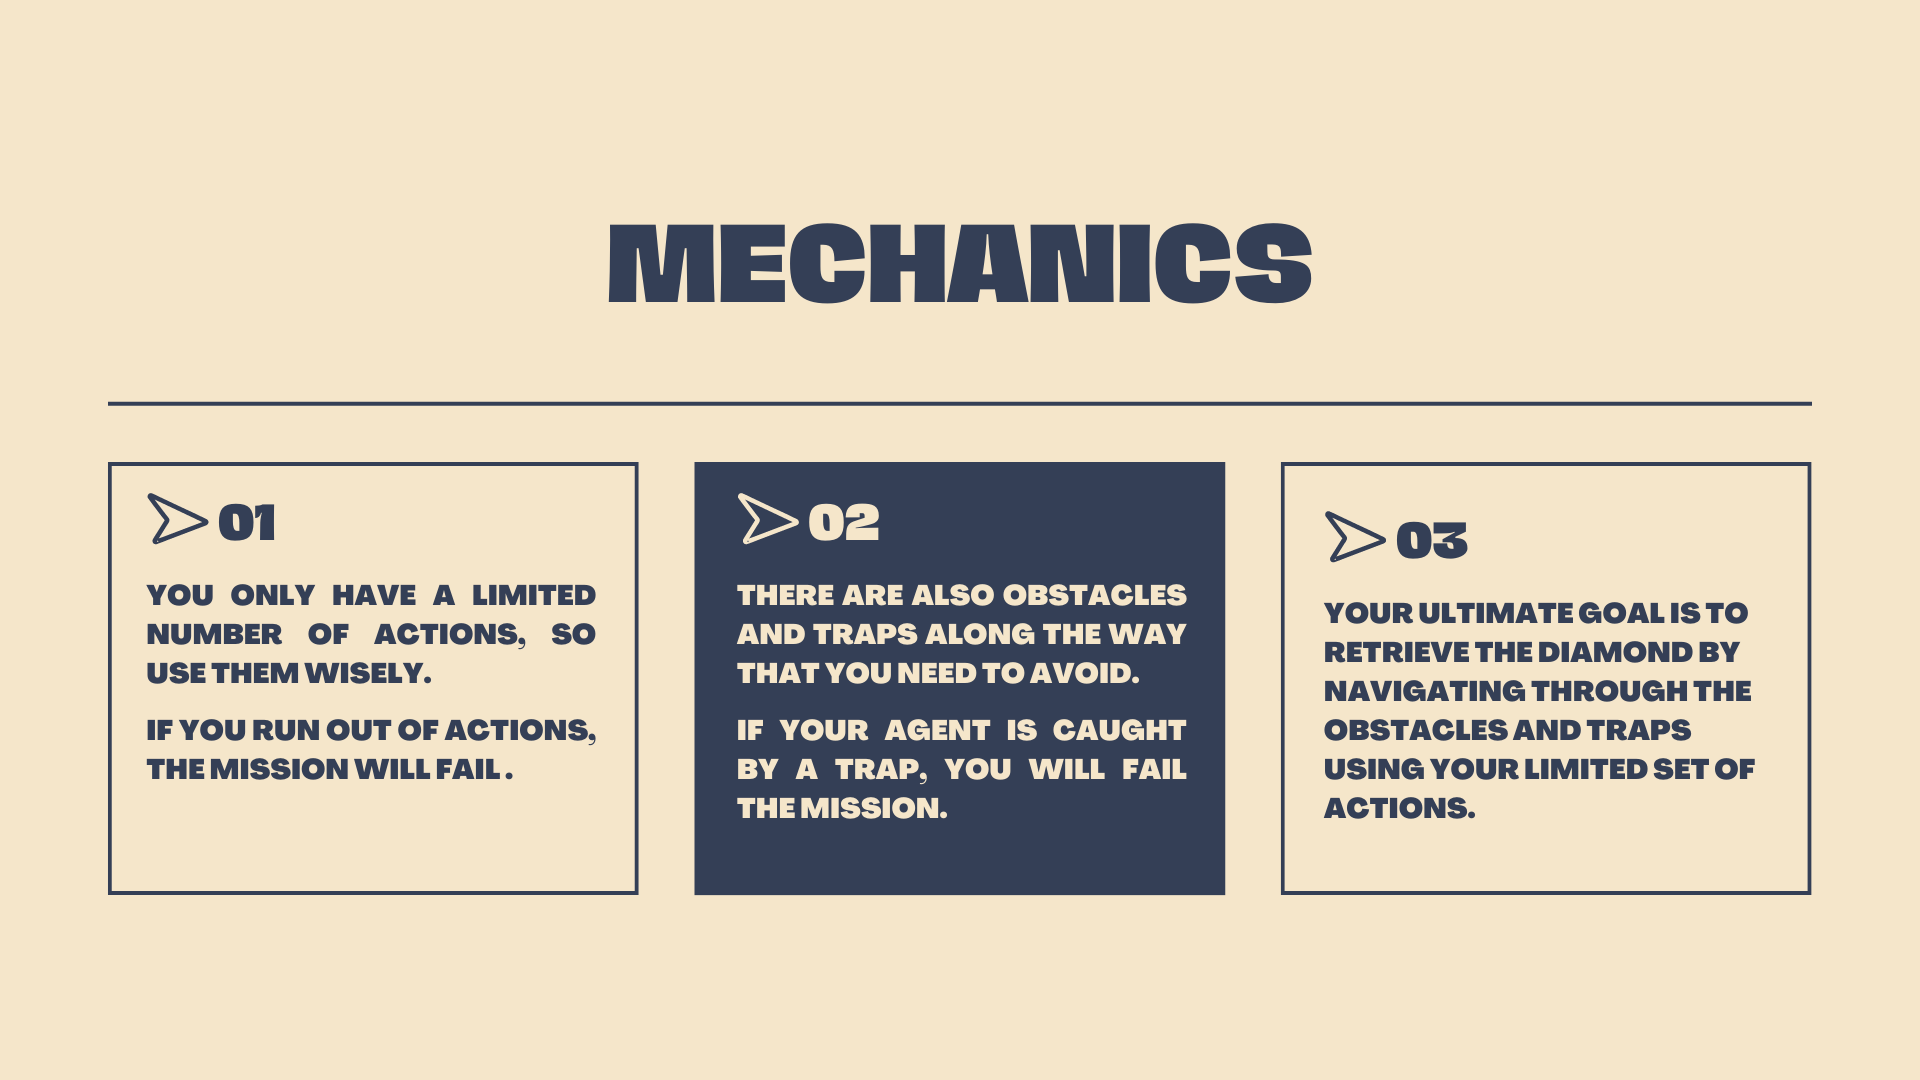 MECHANICS
01
YOU ONLY HAVE A LIMITED
NUMBER OF ACTIONS, SO
USE THEM WISELY.
IF YOU RUN OUT OF ACTIONS,
THE MISSION WILL FAIL .
02
THERE ARE ALSO OBSTACLES
AND TRAPS ALONG THE WAY
THAT YOU NEED TO AVOID.
IF YOUR AGENT IS CAUGHT
BY A TRAP, YOU WILL FAIL
THE MISSION.
03
YOUR ULTIMATE GOAL IS TO
RETRIEVE THE DIAMOND BY
NAVIGATING THROUGH THE
OBSTACLES AND TRAPS
USING YOUR LIMITED SET OF
ACTIONS.